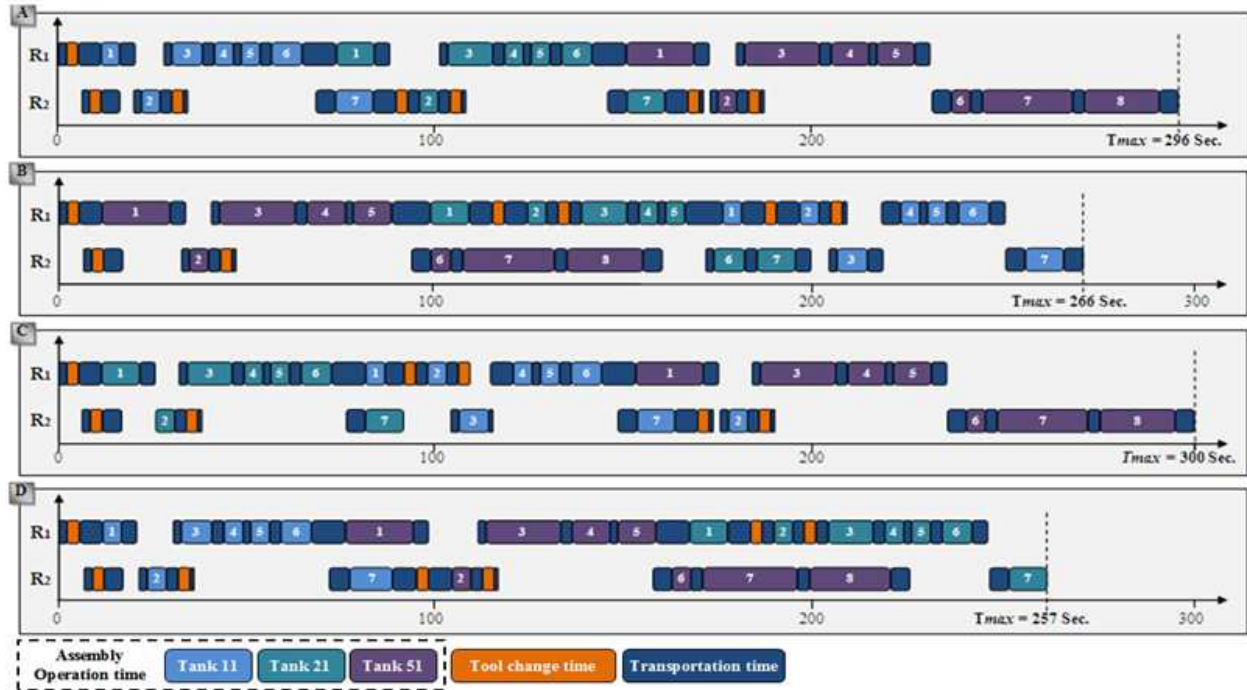 A
R1 1 3 4 5 6 1 3 4 5 6 1 3 4 5
R2 2 7 2 7 2 6 7 8
0 100 200
Tmax = 296 Sec.
B
R1 1 3 4 5 1 2 3 4 5 1 2 4 5 6
R2 2 6 7 8 6 7 3 7
0 100 200 300
Tmax = 266 Sec.
C
R1 1 3 4 5 6 1 2 4 5 6 1 3 4 5
R2 2 7 3 7 2 6 7 8
0 100 200 300
Tmax = 300 Sec.
D
R1 1 3 4 5 6 1 3 4 5 1 2 3 4 5 6
R2 2 7 2 6 7 8 7
0 100 200 300
Tmax = 257 Sec.
Assembly
Operation time
Tank 11 Tank 21 Tank 51 Tool change time Transportation time